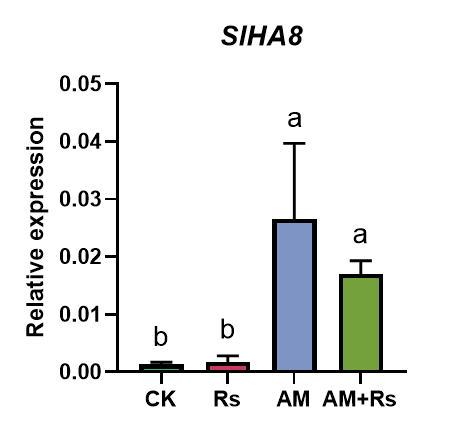 SlHA8
Relative expression
0.05
0.04
0.03
0.02
0.01
0.00
b
b
a
a
CK
Rs
AM
AM+Rs